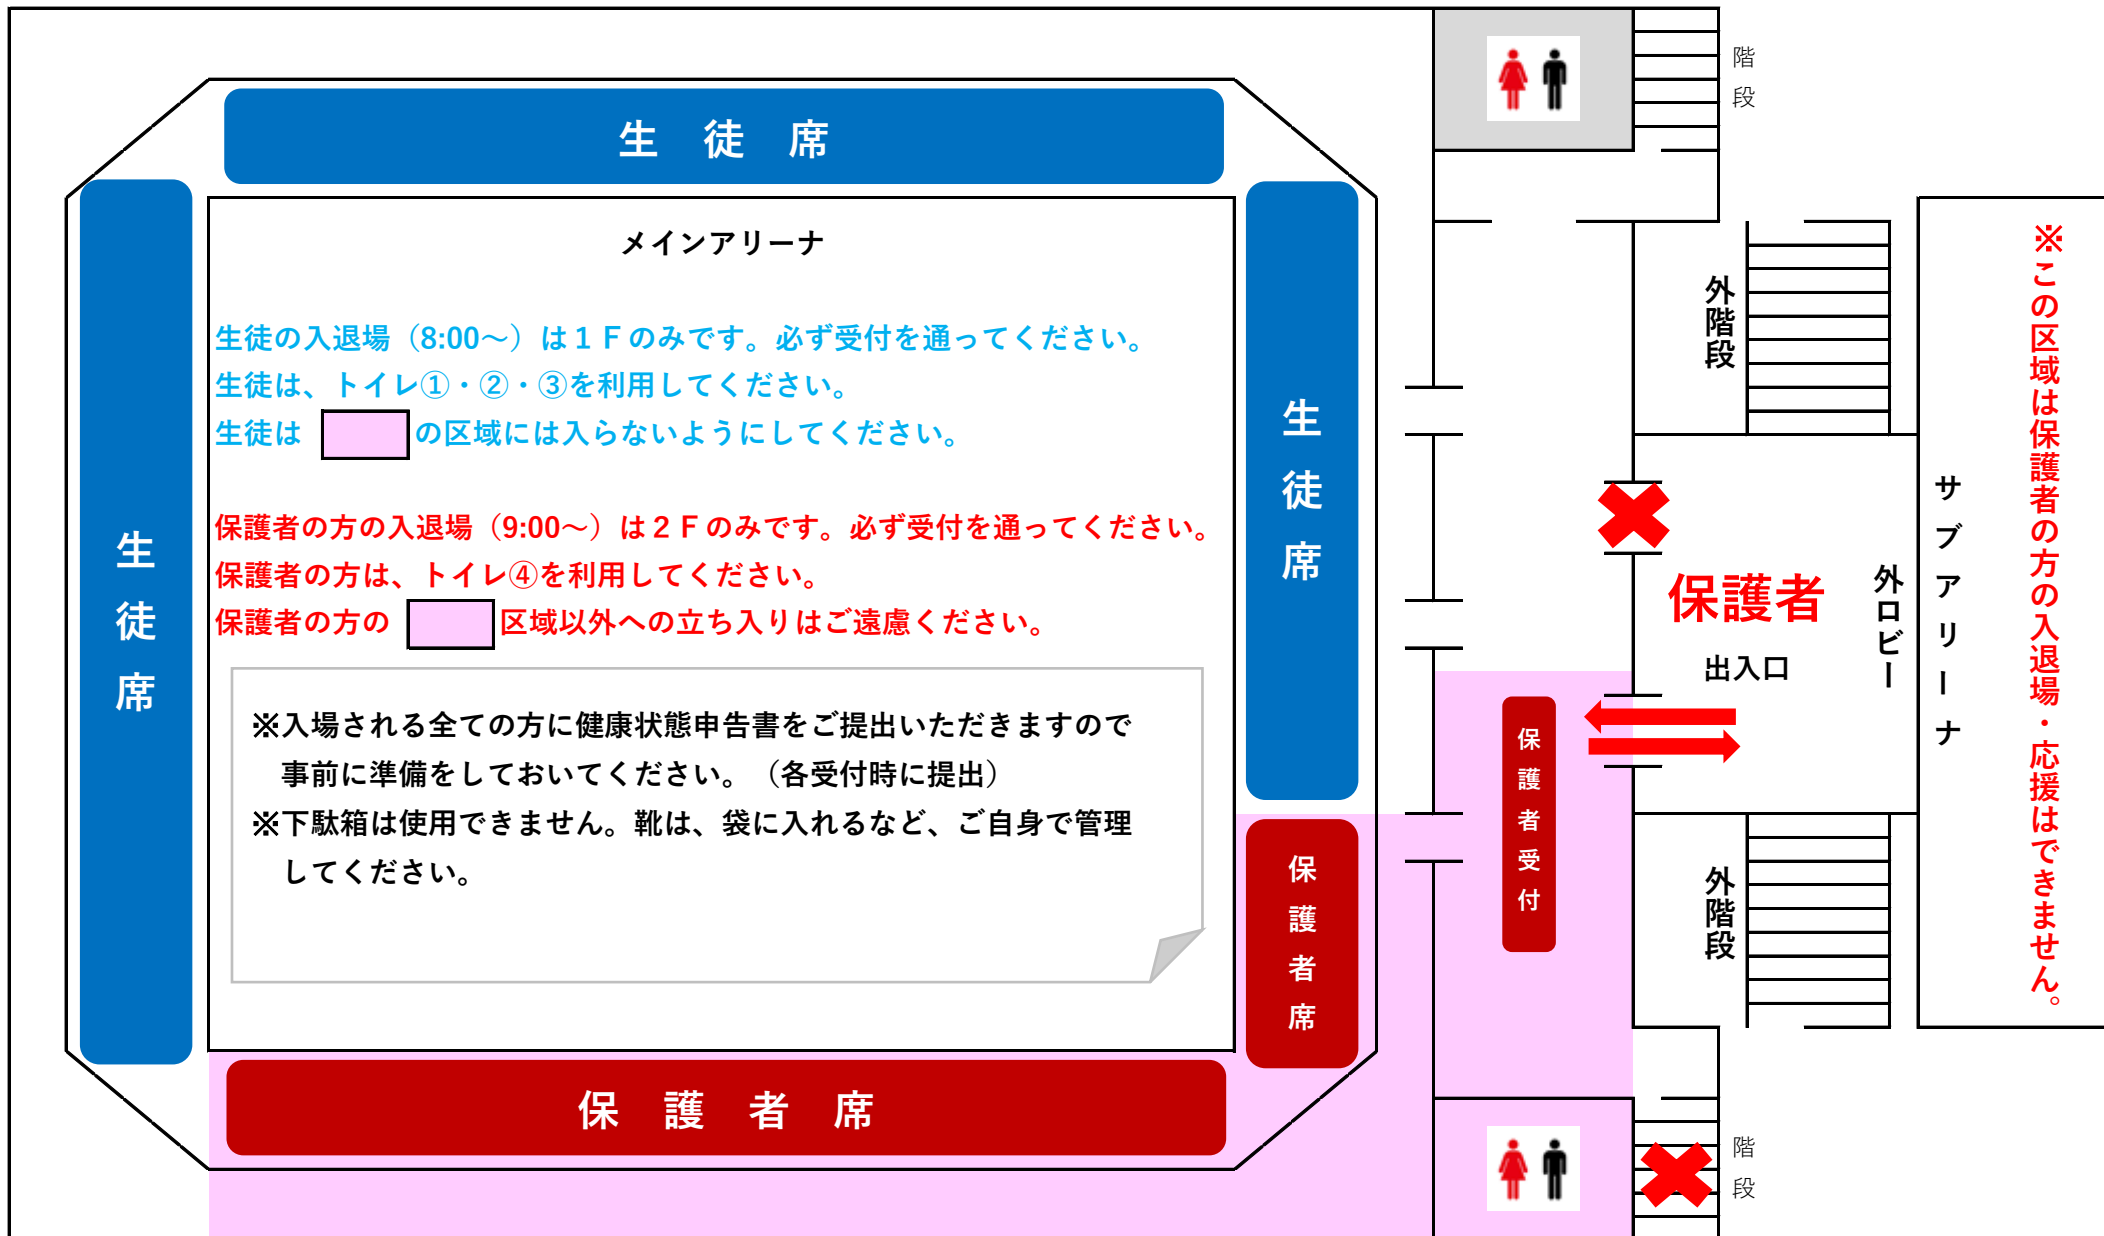 階段
生　徒　席
メインアリーナ
生徒の入退場（8:00～）は１Ｆのみです。必ず受付を通ってください。
生徒は、トイレ①・②・③を利用してください。
生徒は　　　の区域には入らないようにしてください。
保護者の方の入退場（9:00～）は２Ｆのみです。必ず受付を通ってください。
保護者の方は、トイレ④を利用してください。
保護者の方の　　　区域以外への立ち入りはご遠慮ください。
※入場される全ての方に健康状態申告書をご提出いただきますので
事前に準備をしておいてください。（各受付時に提出）
※下駄箱は使用できません。靴は、袋に入れるなど、ご自身で管理
してください。
生徒席
生徒席
保護者席
保　護　者　席
保護者受付
外階段
保護者
出入口
外ロビー
サブアリーナ
※この区域は保護者の方の入退場・応援はできません。
外階段
階段